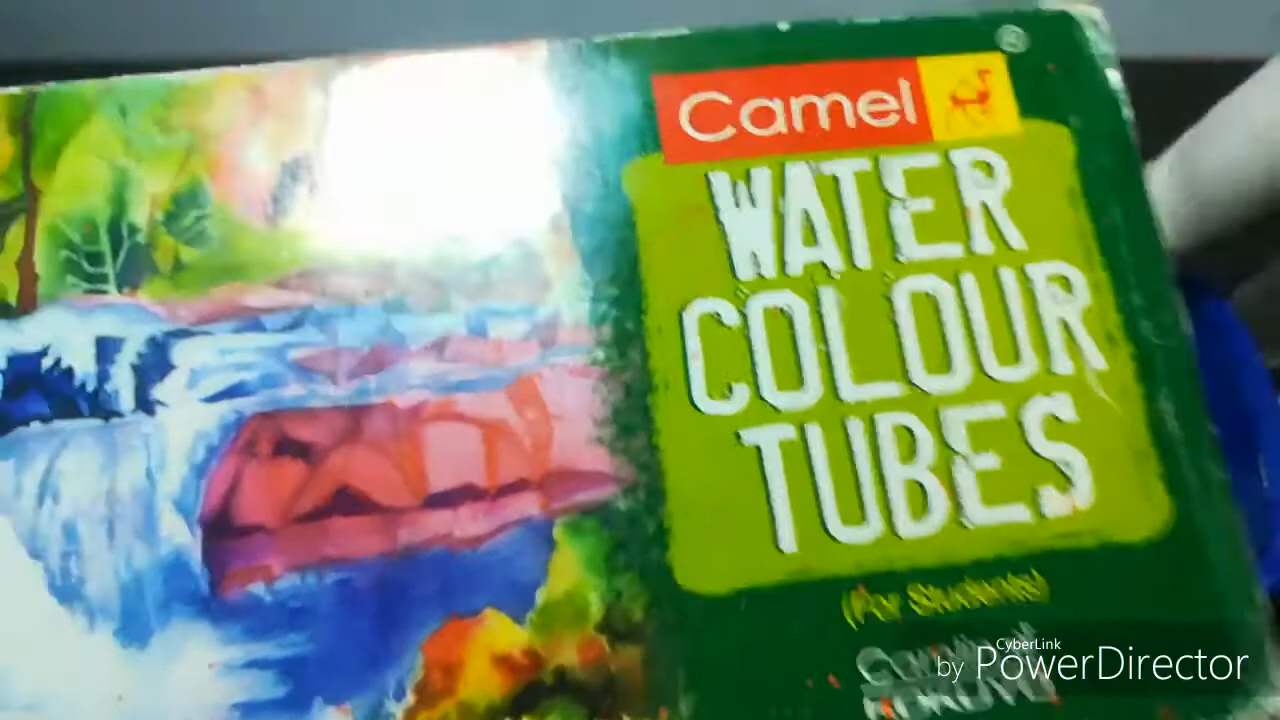 ®
Camel
WATER
COLOUR
TUBES
(For Students)
CyberLink
by PowerDirector